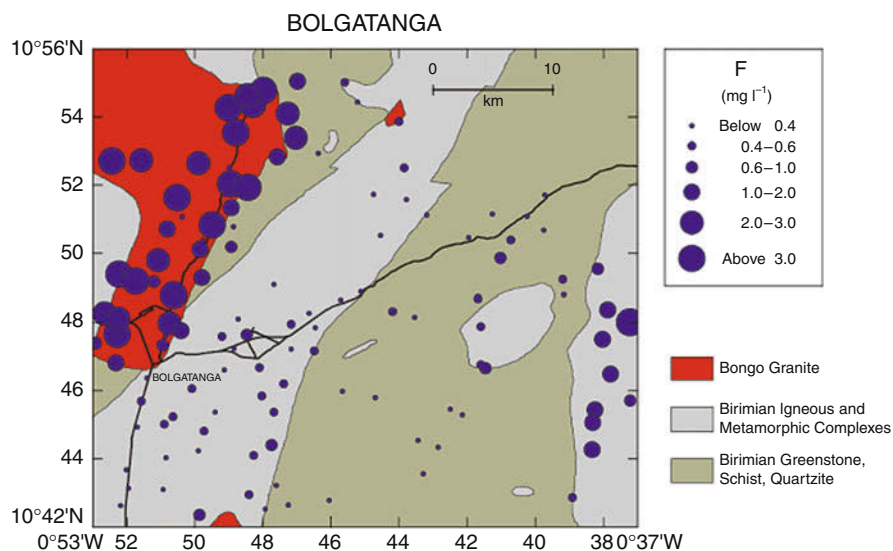 BOLGATANGA
10°56'N
54
52
50
48
46
44
10°42'N
0°53'W 52 50 48 46 44 42 40 38 0°37'W
0 10
km
BOLGATANGA
F
(mg l⁻¹)
Below 0.4
0.4–0.6
0.6–1.0
1.0–2.0
2.0–3.0
Above 3.0
Bongo Granite
Birimian Igneous and
Metamorphic Complexes
Birimian Greenstone,
Schist, Quartzite